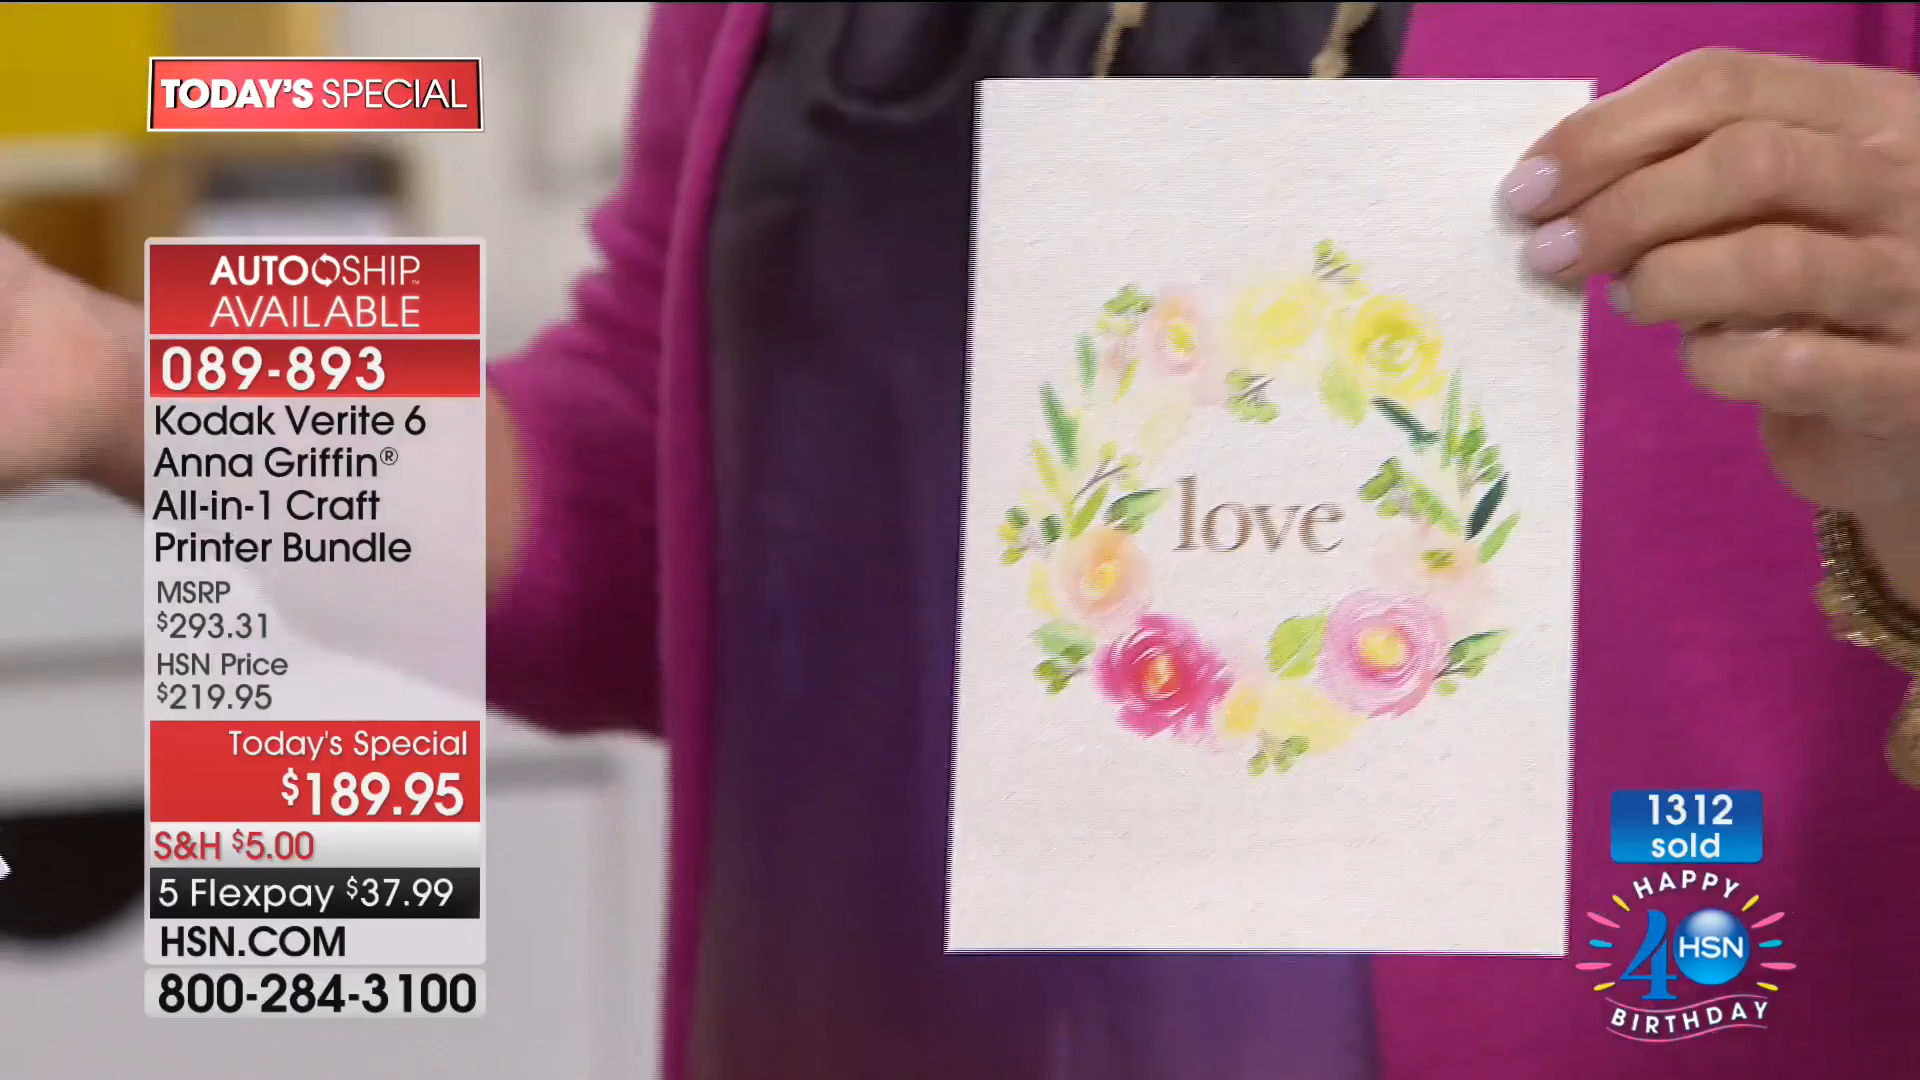 TODAY'S SPECIAL
AUTOSHIP™
AVAILABLE
089-893
Kodak Verite 6
Anna Griffin®
All-in-1 Craft
Printer Bundle
MSRP
$293.31
HSN Price
$219.95
Today's Special
$189.95
S&H $5.00
5 Flexpay $37.99
HSN.COM
800-284-3100
love
1312
sold
HAPPY
40
HSN
BIRTHDAY